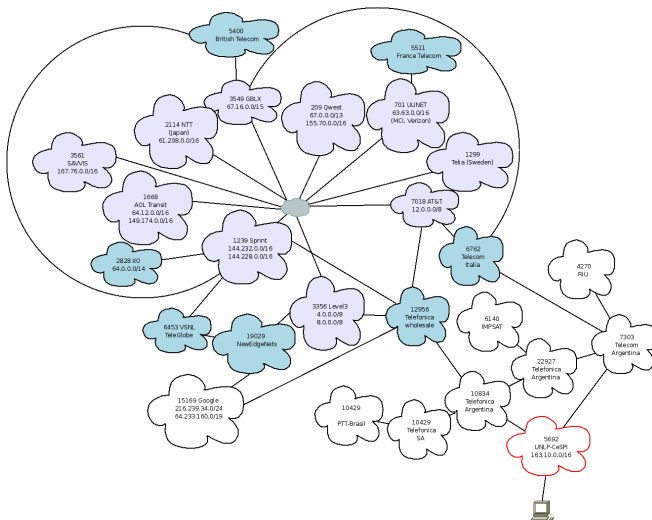 5400
British Telecom
5511
France Telecom
3549 GBLX
67.16.0.0/15
209 Qwest
67.0.0.0/13
155.70.0.0/16
701 UUNET
63.63.0.0/16
(MCI, Verizon)
2114 NTT
(Japan)
61.208.0.0/16
3561
SAVVIS
167.76.0.0/16
1299
Telia (Sweden)
1668
AOL Transit
64.12.0.0/16
149.174.0.0/16
7018 AT&T
12.0.0.0/8
1239 Sprint
144.232.0.0/16
144.228.0.0/16
2828 XO
64.0.0.0/14
6762
Telecom
Italia
4270
RIU
3356 Level3
4.0.0.0/8
8.0.0.0/8
12956
Telefonica
wholesale
6140
IMPSAT
6453 VSNL
TeleGlobe
19029
NewEdgeNets
7303
Telecom
Argentina
22927
Telefonica
Argentina
15169 Google
216.239.34.0/24
64.233.160.0/19
10834
Telefonica
Argentina
10429
PTT-Brasil
10429
Telefonica
SA
5692
UNLP-CeSPI
163.10.0.0/16